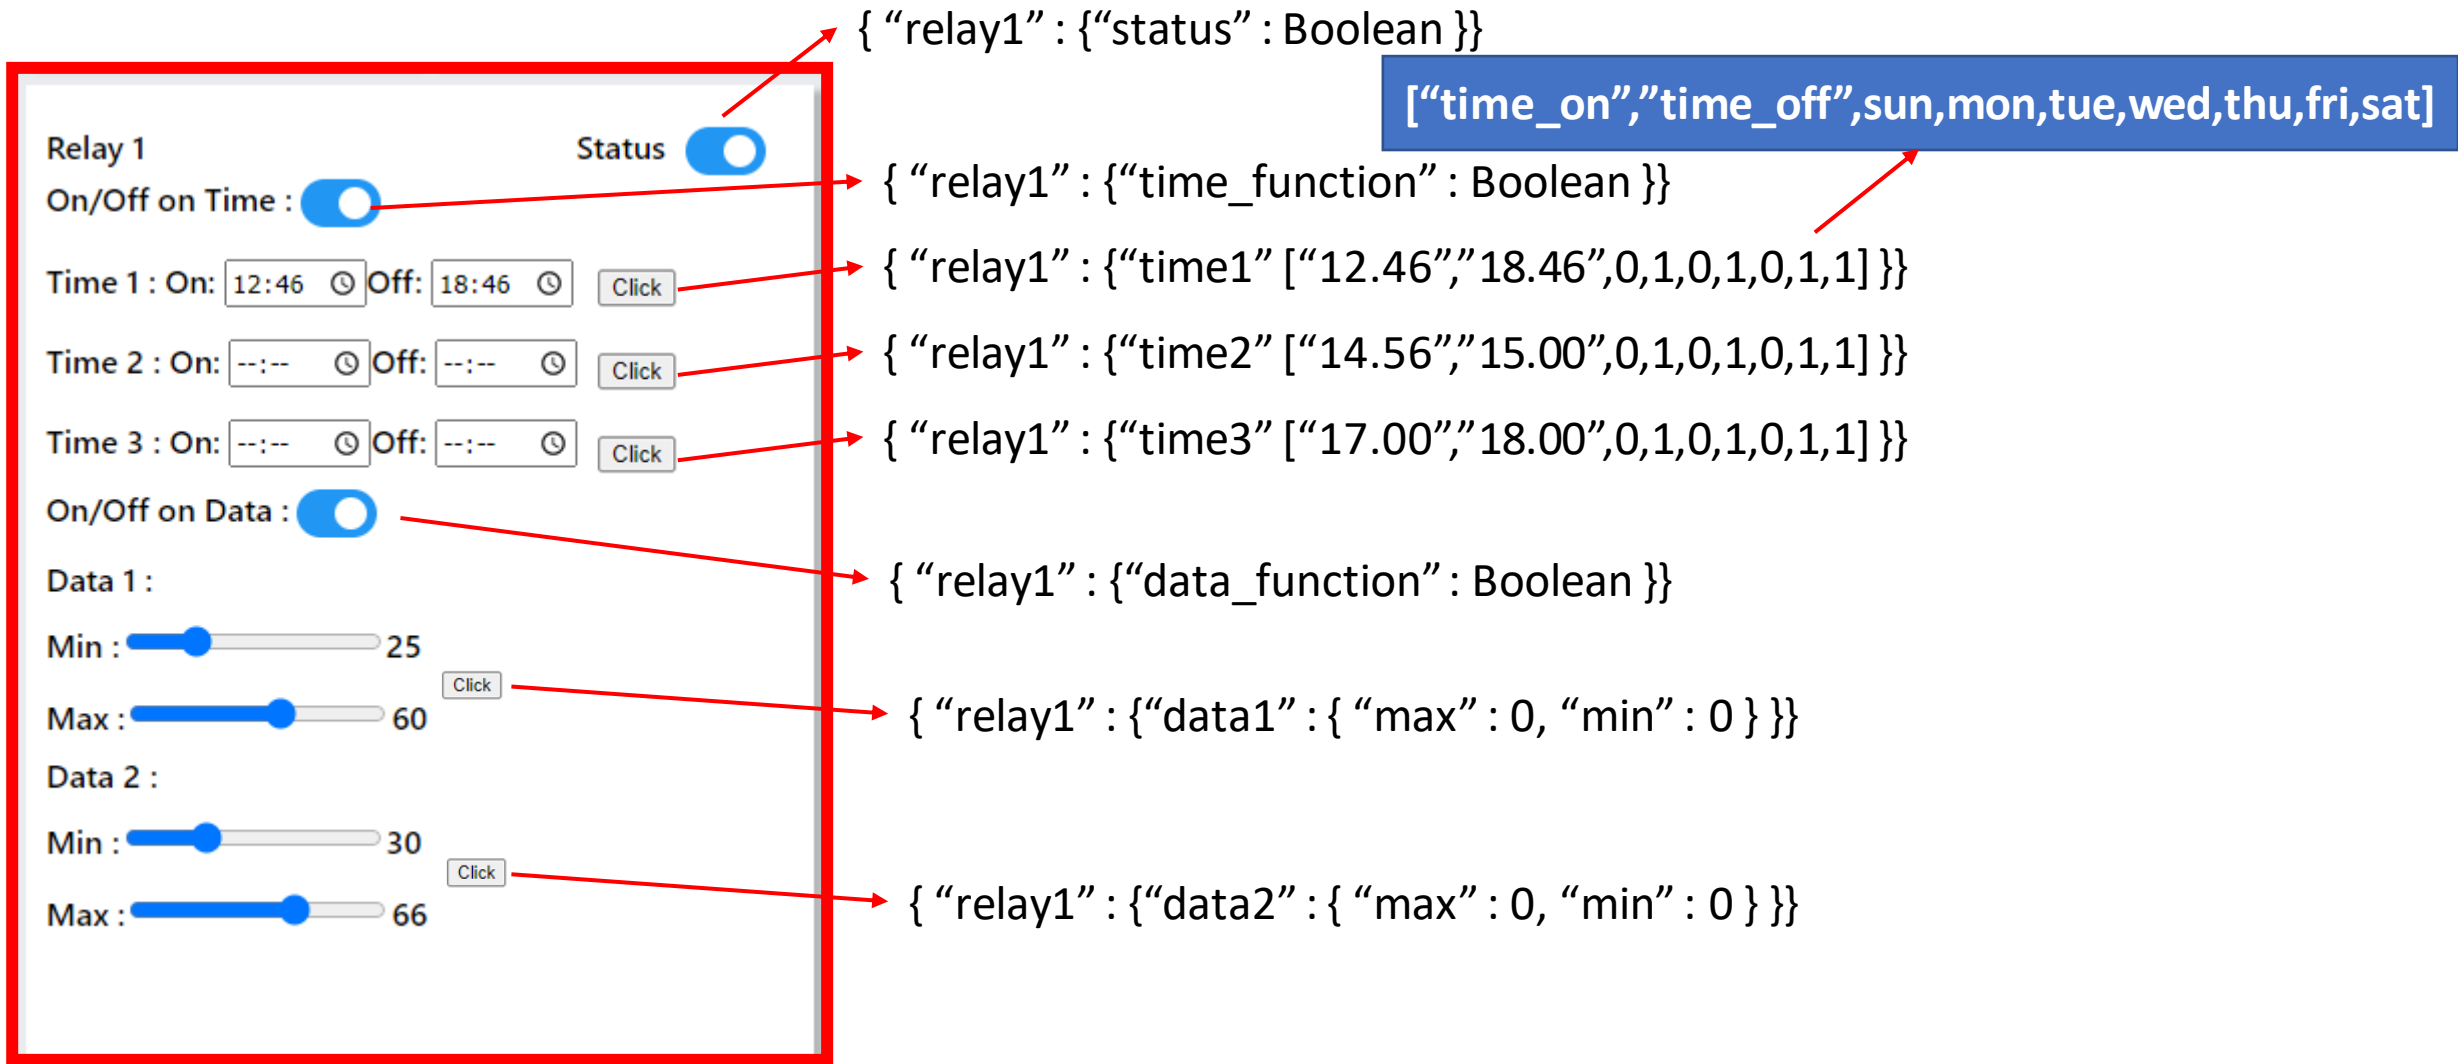 { “relay1” : {“status” : Boolean }}
[“time_on”,”time_off”,sun,mon,tue,wed,thu,fri,sat]
Relay 1 Status
On/Off on Time :
{ “relay1” : {“time_function” : Boolean }}
Time 1 : On: 12:46 Off: 18:46 Click
{ “relay1” : {“time1” [“12.46”,”18.46”,0,1,0,1,0,1,1] }}
Time 2 : On: --:-- Off: --:-- Click
{ “relay1” : {“time2” [“14.56”,”15.00”,0,1,0,1,0,1,1] }}
Time 3 : On: --:-- Off: --:-- Click
{ “relay1” : {“time3” [“17.00”,”18.00”,0,1,0,1,0,1,1] }}
On/Off on Data :
{ “relay1” : {“data_function” : Boolean }}
Data 1 :
Min : 25
Click
Max : 60
{ “relay1” : {“data1” : { “max” : 0, “min” : 0 } }}
Data 2 :
Min : 30
Click
Max : 66
{ “relay1” : {“data2” : { “max” : 0, “min” : 0 } }}